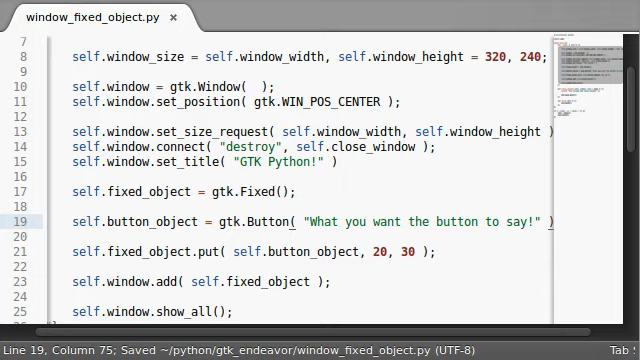 window_fixed_object.py ×
7
8 self.window_size = self.window_width, self.window_height = 320, 240;
9
10 self.window = gtk.Window(  );
11 self.window.set_position( gtk.WIN_POS_CENTER );
12
13 self.window.set_size_request( self.window_width, self.window_height )
14 self.window.connect( "destroy", self.close_window );
15 self.window.set_title( "GTK Python!" )
16
17 self.fixed_object = gtk.Fixed();
18
19 self.button_object = gtk.Button( "What you want the button to say!" )
20
21 self.fixed_object.put( self.button_object, 20, 30 );
22
23 self.window.add( self.fixed_object );
24
25 self.window.show_all();
Line 19, Column 75; Saved ~/python/gtk_endeavor/window_fixed_object.py (UTF-8) Tab